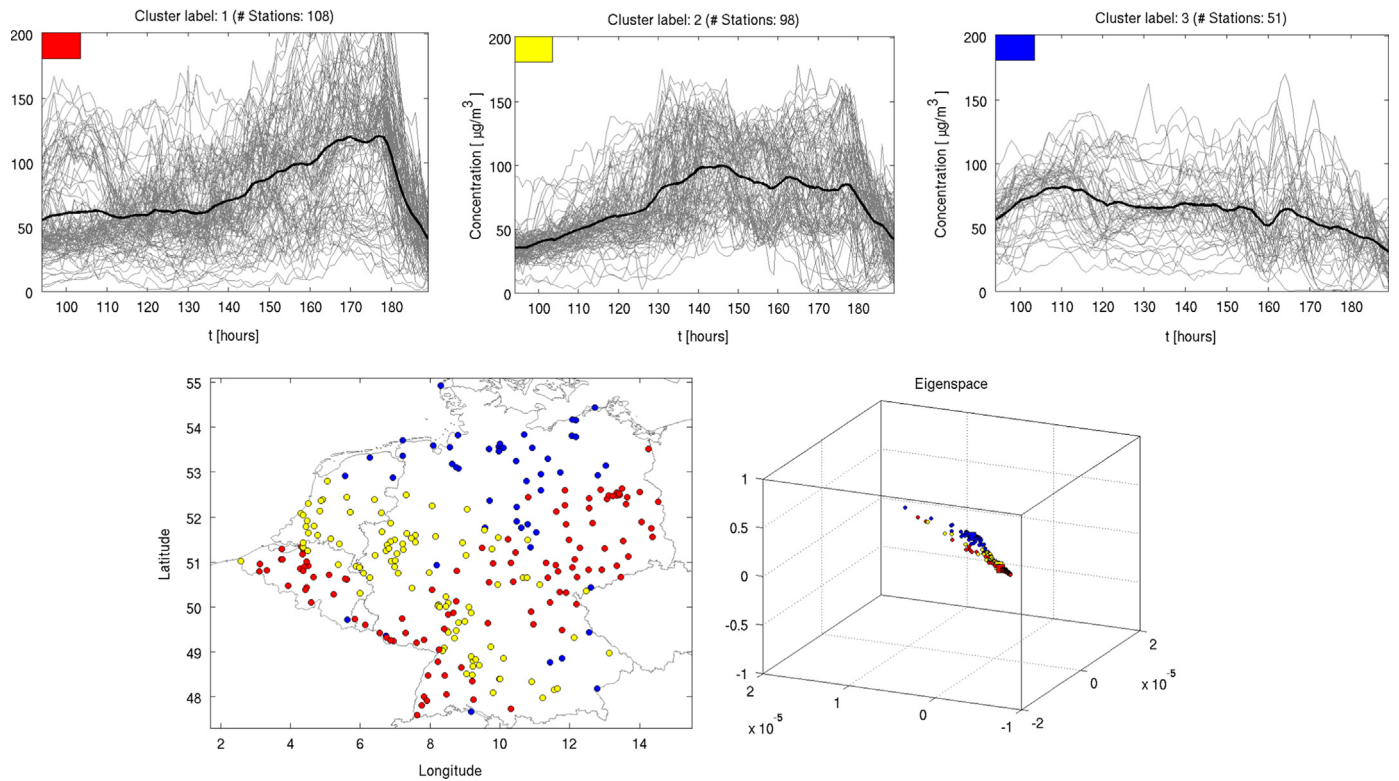 Cluster label: 1 (# Stations: 108)
200
150
100
50
0
100 110 120 130 140 150 160 170 180
t [hours]
Cluster label: 2 (# Stations: 98)
Concentration [ µg/m³ ]
200
150
100
50
0
100 110 120 130 140 150 160 170 180
t [hours]
Cluster label: 3 (# Stations: 51)
Concentration [ µg/m³ ]
200
150
100
50
0
100 110 120 130 140 150 160 170 180
t [hours]
Latitude
55
54
53
52
51
50
49
48
2 4 6 8 10 12 14
Longitude
Eigenspace
1
0.5
0
-0.5
-1
2
1
0
-1
x 10⁻⁵
2
0
-2
x 10⁻⁵